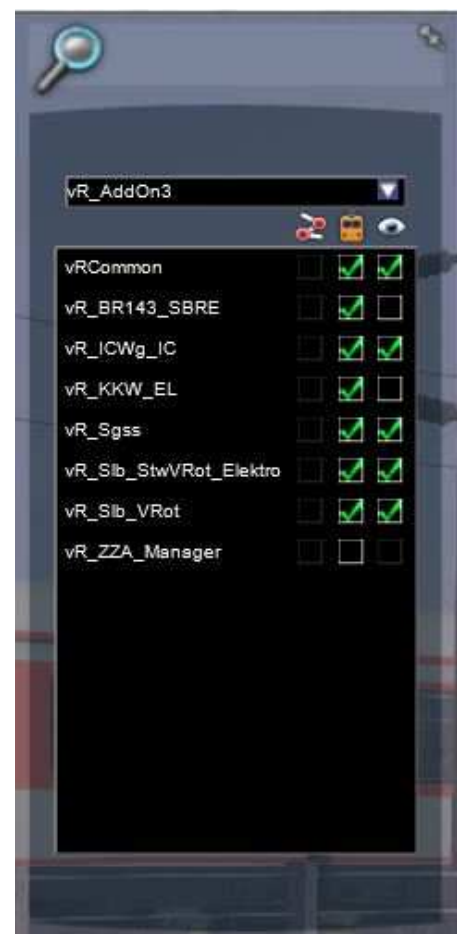 vR_AddOn3
vRCommon
vR_BR143_SBRE
vR_ICWg_IC
vR_KKW_EL
vR_Sgss
vR_Slb_StwVRot_Elektro
vR_Slb_VRot
vR_ZZA_Manager